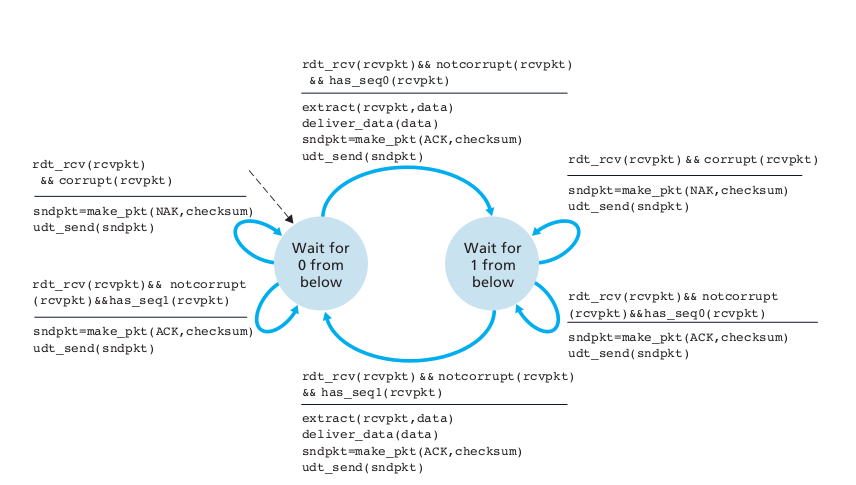 rdt_rcv(rcvpkt)&& notcorrupt(rcvpkt)
&& has_seq0(rcvpkt)
extract(rcvpkt,data)
deliver_data(data)
sndpkt=make_pkt(ACK,checksum)
udt_send(sndpkt)
rdt_rcv(rcvpkt)
&& corrupt(rcvpkt)
sndpkt=make_pkt(NAK,checksum)
udt_send(sndpkt)
rdt_rcv(rcvpkt) && corrupt(rcvpkt)
sndpkt=make_pkt(NAK,checksum)
udt_send(sndpkt)
Wait for
0 from
below
Wait for
1 from
below
rdt_rcv(rcvpkt)&& notcorrupt
(rcvpkt)&&has_seq1(rcvpkt)
sndpkt=make_pkt(ACK,checksum)
udt_send(sndpkt)
rdt_rcv(rcvpkt)&& notcorrupt
(rcvpkt)&&has_seq0(rcvpkt)
sndpkt=make_pkt(ACK,checksum)
udt_send(sndpkt)
rdt_rcv(rcvpkt) && notcorrupt(rcvpkt)
&& has_seq1(rcvpkt)
extract(rcvpkt,data)
deliver_data(data)
sndpkt=make_pkt(ACK,checksum)
udt_send(sndpkt)